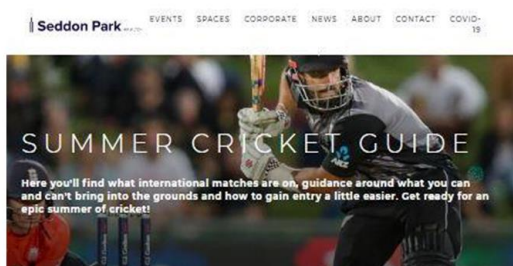 Seddon Park
EVENTS SPACES CORPORATE NEWS ABOUT CONTACT COVID-19
SUMMER CRICKET GUIDE
Here you'll find what international matches are on, guidance around what you can
and can't bring into the grounds and how to gain entry a little easier. Get ready for an
epic summer of cricket!